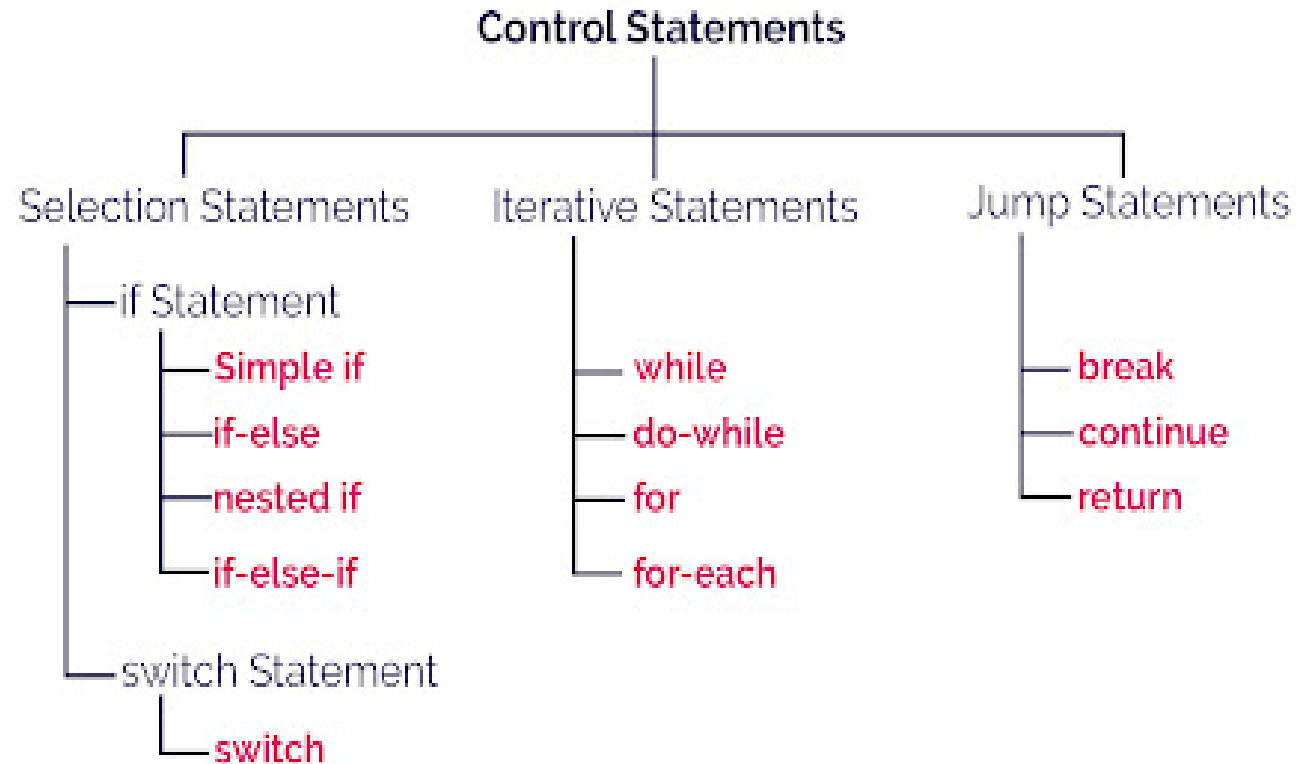 Control Statements
Selection Statements
if Statement
Simple if
if-else
nested if
if-else-if
switch Statement
switch
Iterative Statements
while
do-while
for
for-each
Jump Statements
break
continue
return